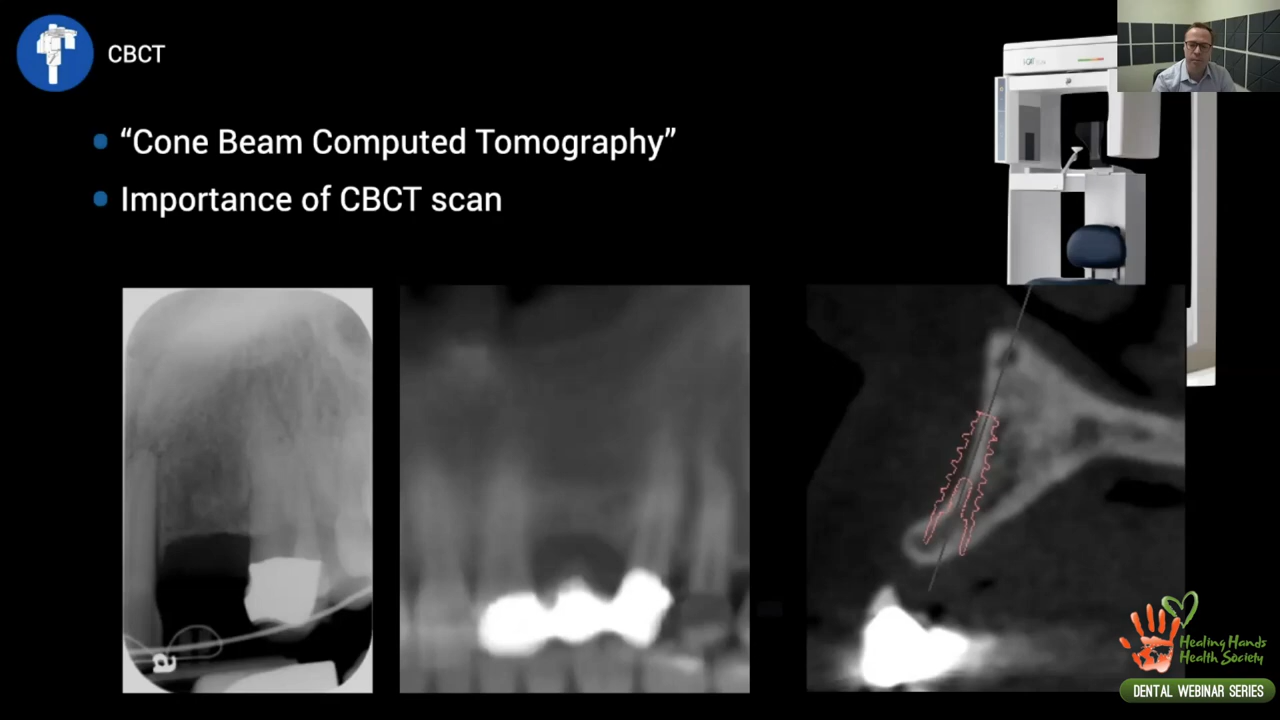 CBCT
“Cone Beam Computed Tomography”
Importance of CBCT scan
a
Healing Hands
Health Society
DENTAL WEBINAR SERIES